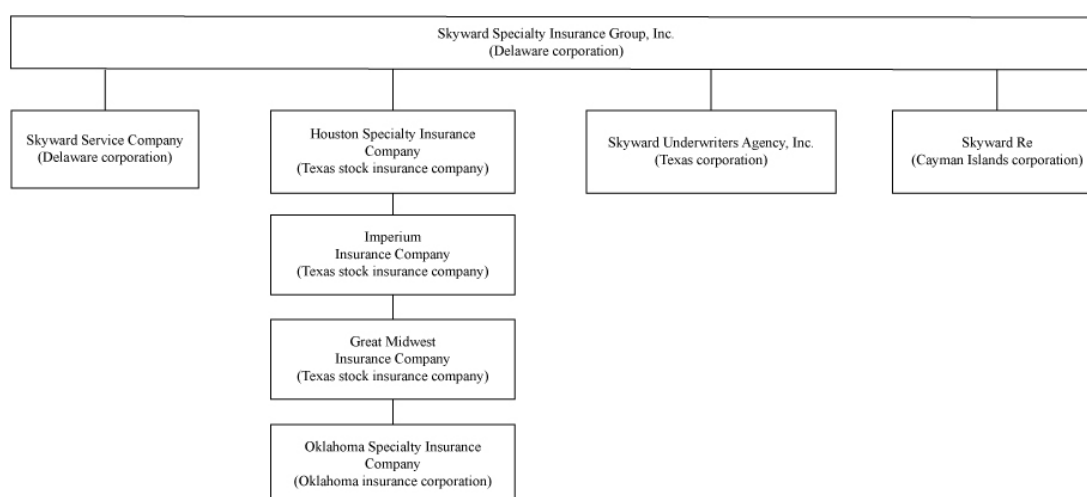 Skyward Specialty Insurance Group, Inc.
(Delaware corporation)
Skyward Service Company
(Delaware corporation)
Houston Specialty Insurance
Company
(Texas stock insurance company)
Skyward Underwriters Agency, Inc.
(Texas corporation)
Skyward Re
(Cayman Islands corporation)
Imperium
Insurance Company
(Texas stock insurance company)
Great Midwest
Insurance Company
(Texas stock insurance company)
Oklahoma Specialty Insurance
Company
(Oklahoma insurance corporation)